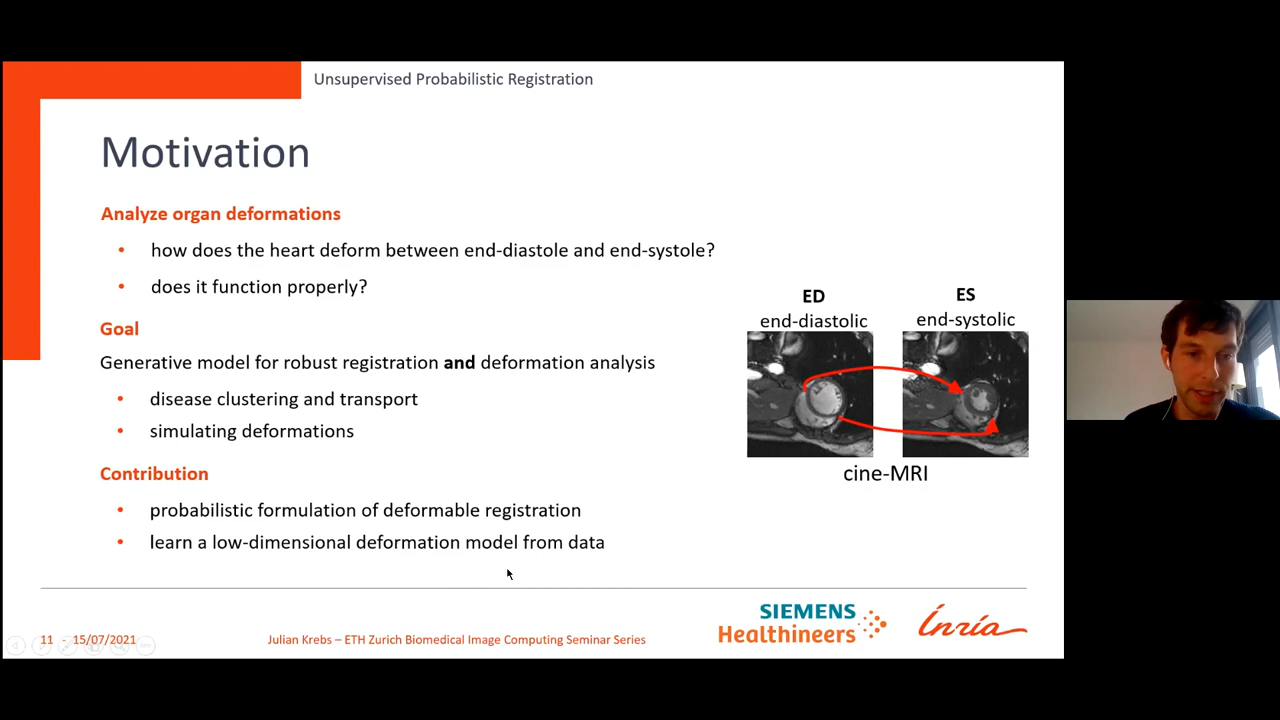 Unsupervised Probabilistic Registration
Motivation
Analyze organ deformations
• how does the heart deform between end-diastole and end-systole?
• does it function properly?
Goal
Generative model for robust registration and deformation analysis
• disease clustering and transport
• simulating deformations
Contribution
• probabilistic formulation of deformable registration
• learn a low-dimensional deformation model from data
ED
end-diastolic
ES
end-systolic
cine-MRI
11 - 15/07/2021
Julian Krebs – ETH Zurich Biomedical Image Computing Seminar Series
SIEMENS
Healthineers
Inria